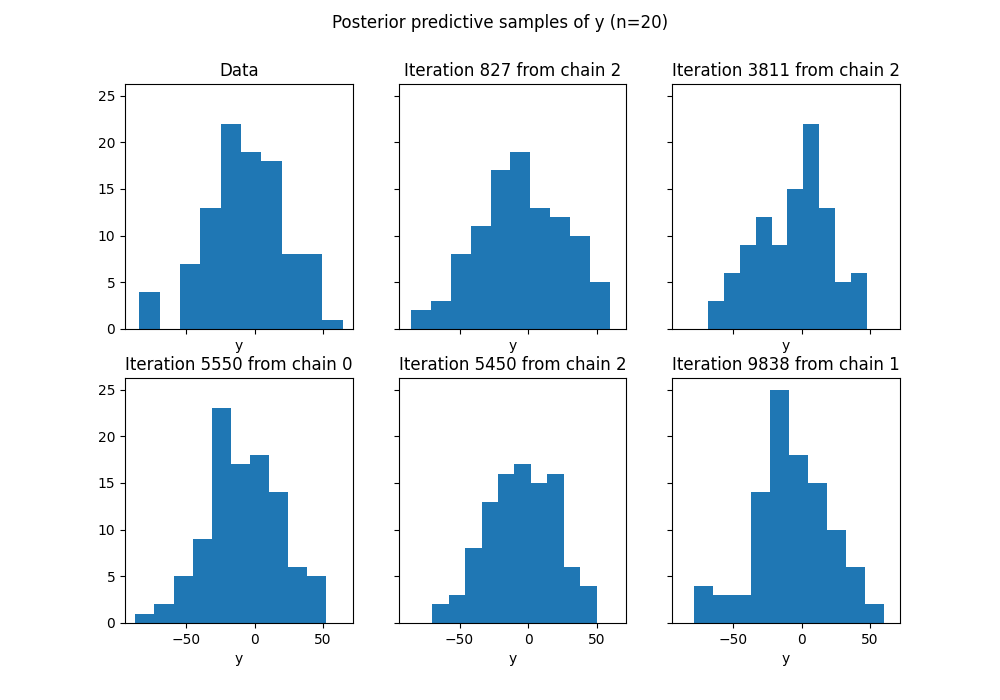 Posterior predictive samples of y (n=20)
Data
Iteration 827 from chain 2
Iteration 3811 from chain 2
25
20
15
10
5
0
y
y
y
Iteration 5550 from chain 0
Iteration 5450 from chain 2
Iteration 9838 from chain 1
25
20
15
10
5
0
−50 0 50
−50 0 50
−50 0 50
y
y
y